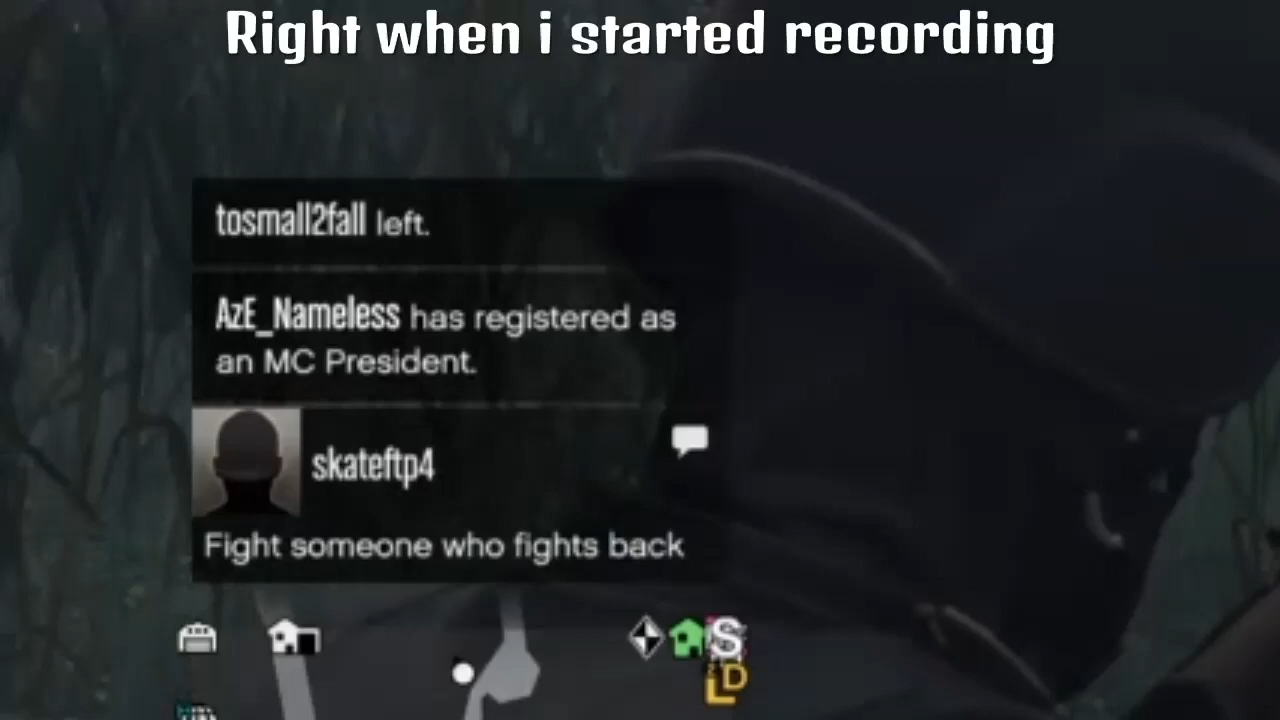 Right when i started recording
tosmall2fall left.
AzE_Nameless has registered as
an MC President.
skateftp4
Fight someone who fights back
S
LD